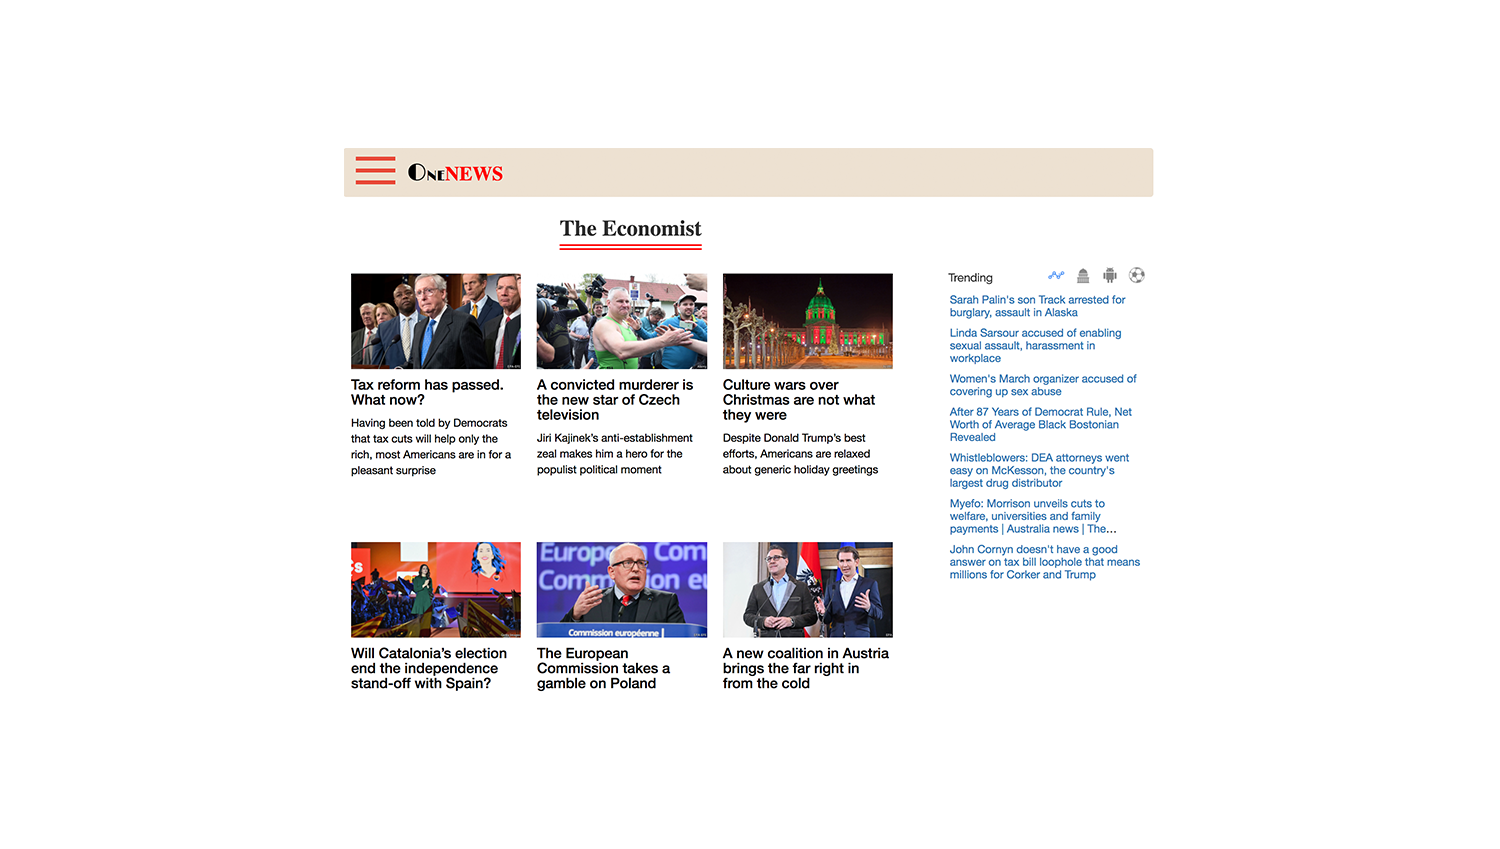 OneNEWS
The Economist
Tax reform has passed.
What now?
Having been told by Democrats
that tax cuts will help only the
rich, most Americans are in for a
pleasant surprise
A convicted murderer is
the new star of Czech
television
Jiri Kajinek’s anti-establishment
zeal makes him a hero for the
populist political moment
Culture wars over
Christmas are not what
they were
Despite Donald Trump’s best
efforts, Americans are relaxed
about generic holiday greetings
Cs
European Com
Commission eu
Commission européenne
Will Catalonia’s election
end the independence
stand-off with Spain?
The European
Commission takes a
gamble on Poland
A new coalition in Austria
brings the far right in
from the cold
Trending
Sarah Palin's son Track arrested for
burglary, assault in Alaska
Linda Sarsour accused of enabling
sexual assault, harassment in
workplace
Women's March organizer accused of
covering up sex abuse
After 87 Years of Democrat Rule, Net
Worth of Average Black Bostonian
Revealed
Whistleblowers: DEA attorneys went
easy on McKesson, the country's
largest drug distributor
Myefo: Morrison unveils cuts to
welfare, universities and family
payments | Australia news | The…
John Cornyn doesn't have a good
answer on tax bill loophole that means
millions for Corker and Trump